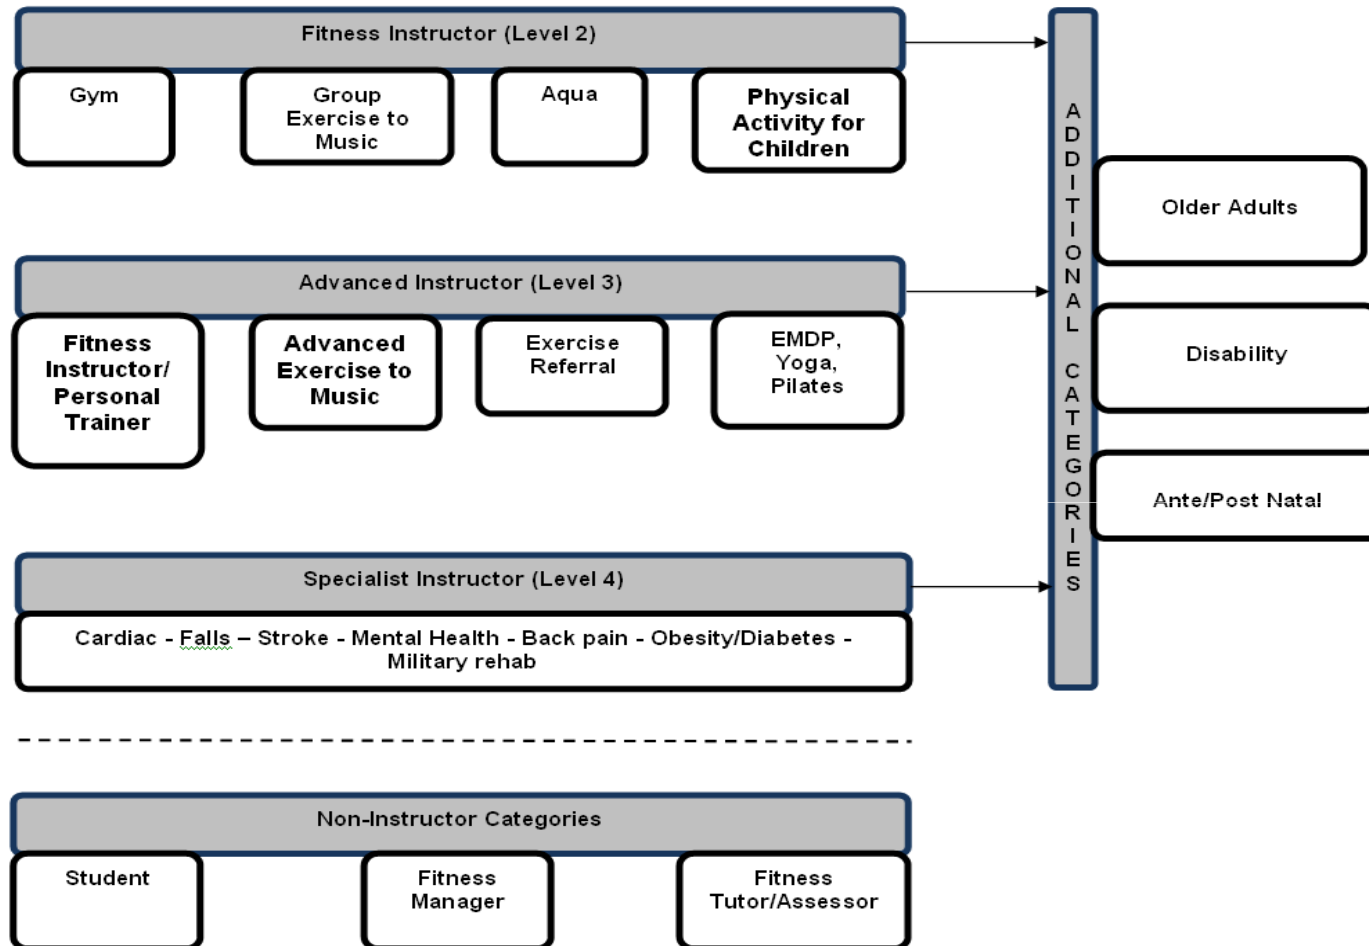 Fitness Instructor (Level 2)
Gym
Group
Exercise to
Music
Aqua
Physical
Activity for
Children
Advanced Instructor (Level 3)
Fitness
Instructor/
Personal
Trainer
Advanced
Exercise to
Music
Exercise
Referral
EMDP,
Yoga,
Pilates
Specialist Instructor (Level 4)
Cardiac - Falls – Stroke - Mental Health - Back pain - Obesity/Diabetes -
Military rehab
Non-Instructor Categories
Student
Fitness
Manager
Fitness
Tutor/Assessor
ADDITIONAL CATEGORIES
Older Adults
Disability
Ante/Post Natal